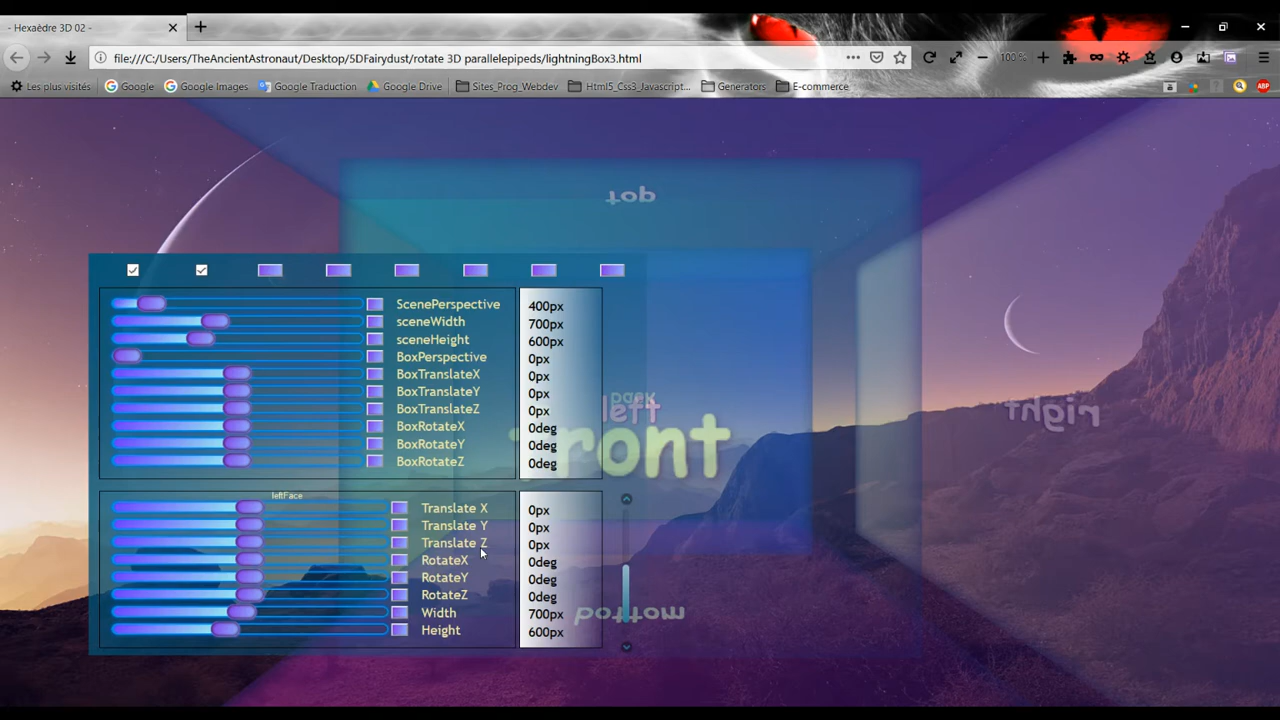 - Hexaèdre 3D 02 -
file:///C:/Users/TheAncientAstronaut/Desktop/5DFairydust/rotate 3D parallelepipeds/lightningBox3.html
100 %
Les plus visités Google Google Images Google Traduction Google Drive Sites_Prog_Webdev Html5_Css3_Javascript... Generators E-commerce
ABP
top
ScenePerspective 400px
sceneWidth 700px
sceneHeight 600px
BoxPerspective 0px
BoxTranslateX 0px
BoxTranslateY 0px
BoxTranslateZ 0px
BoxRotateX 0deg
BoxRotateY 0deg
BoxRotateZ 0deg
back
left
right
front
leftFace
Translate X 0px
Translate Y 0px
Translate Z 0px
RotateX 0deg
RotateY 0deg
RotateZ 0deg
Width 700px
Height 600px
bottom